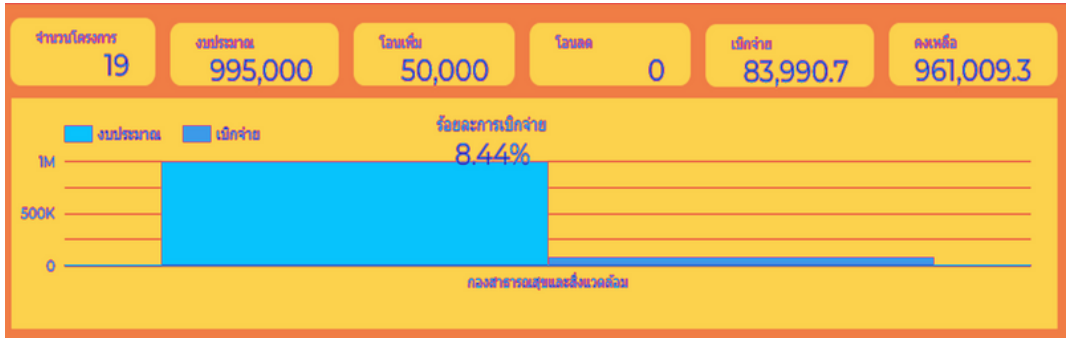 จำนวนโครงการ
19
งบประมาณ
995,000
โอนเพิ่ม
50,000
โอนลด
0
เบิกจ่าย
83,990.7
คงเหลือ
961,009.3
งบประมาณ เบิกจ่าย
ร้อยละการเบิกจ่าย
8.44%
1M
500K
0
กองสาธารณสุขและสิ่งแวดล้อม